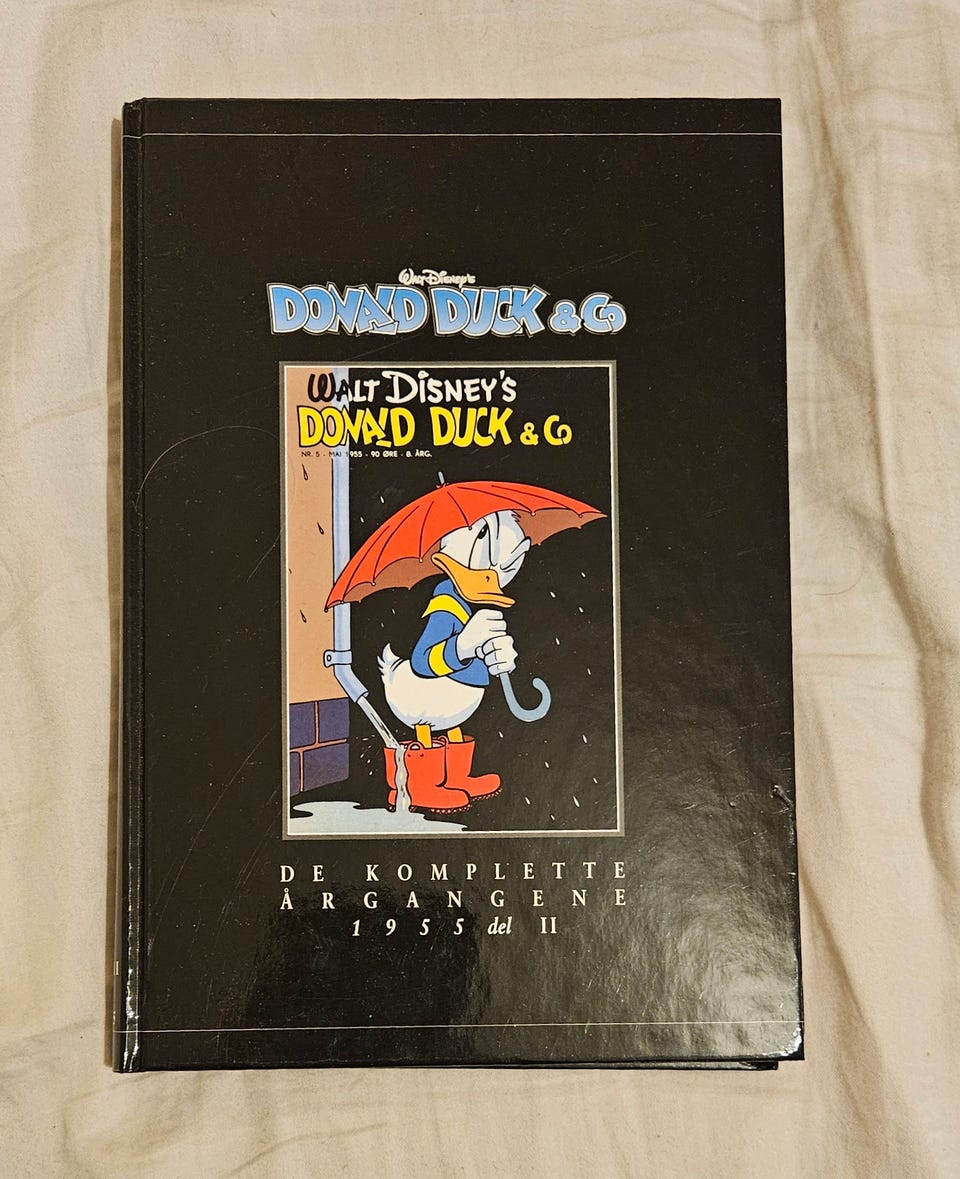 Walt Disney's
DONALD DUCK & Co
WALT DISNEY'S
DONALD DUCK & Co
NR. 5 - MAI 1955 - 90 ØRE - 8. ÅRG.
DE KOMPLETTE
ÅRGANGENE
1955 del II
II